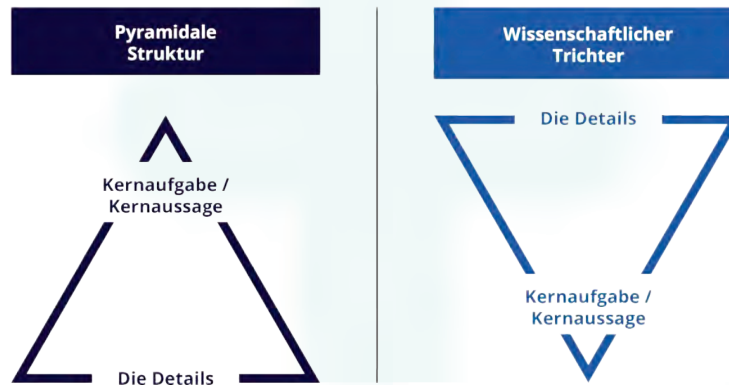 Pyramidale
Struktur
Kernaufgabe /
Kernaussage
Die Details
Wissenschaftlicher
Trichter
Die Details
Kernaufgabe /
Kernaussage